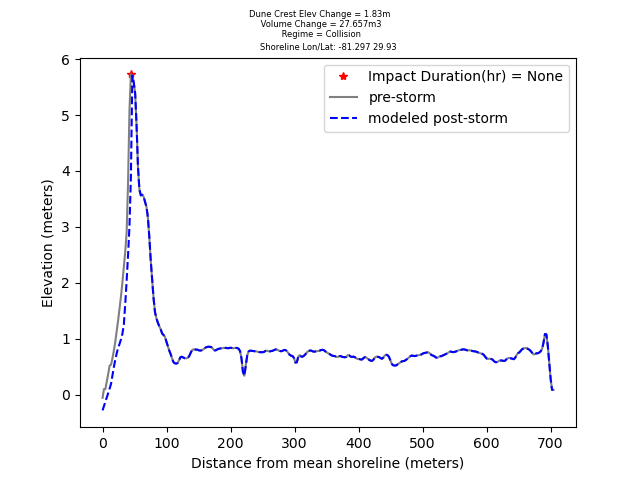 Dune Crest Elev Change = 1.83m
Volume Change = 27.657m3
Regime = Collision
Shoreline Lon/Lat: -81.297 29.93
Impact Duration(hr) = None
pre-storm
modeled post-storm
6
5
4
3
2
1
0
Elevation (meters)
0 100 200 300 400 500 600 700
Distance from mean shoreline (meters)